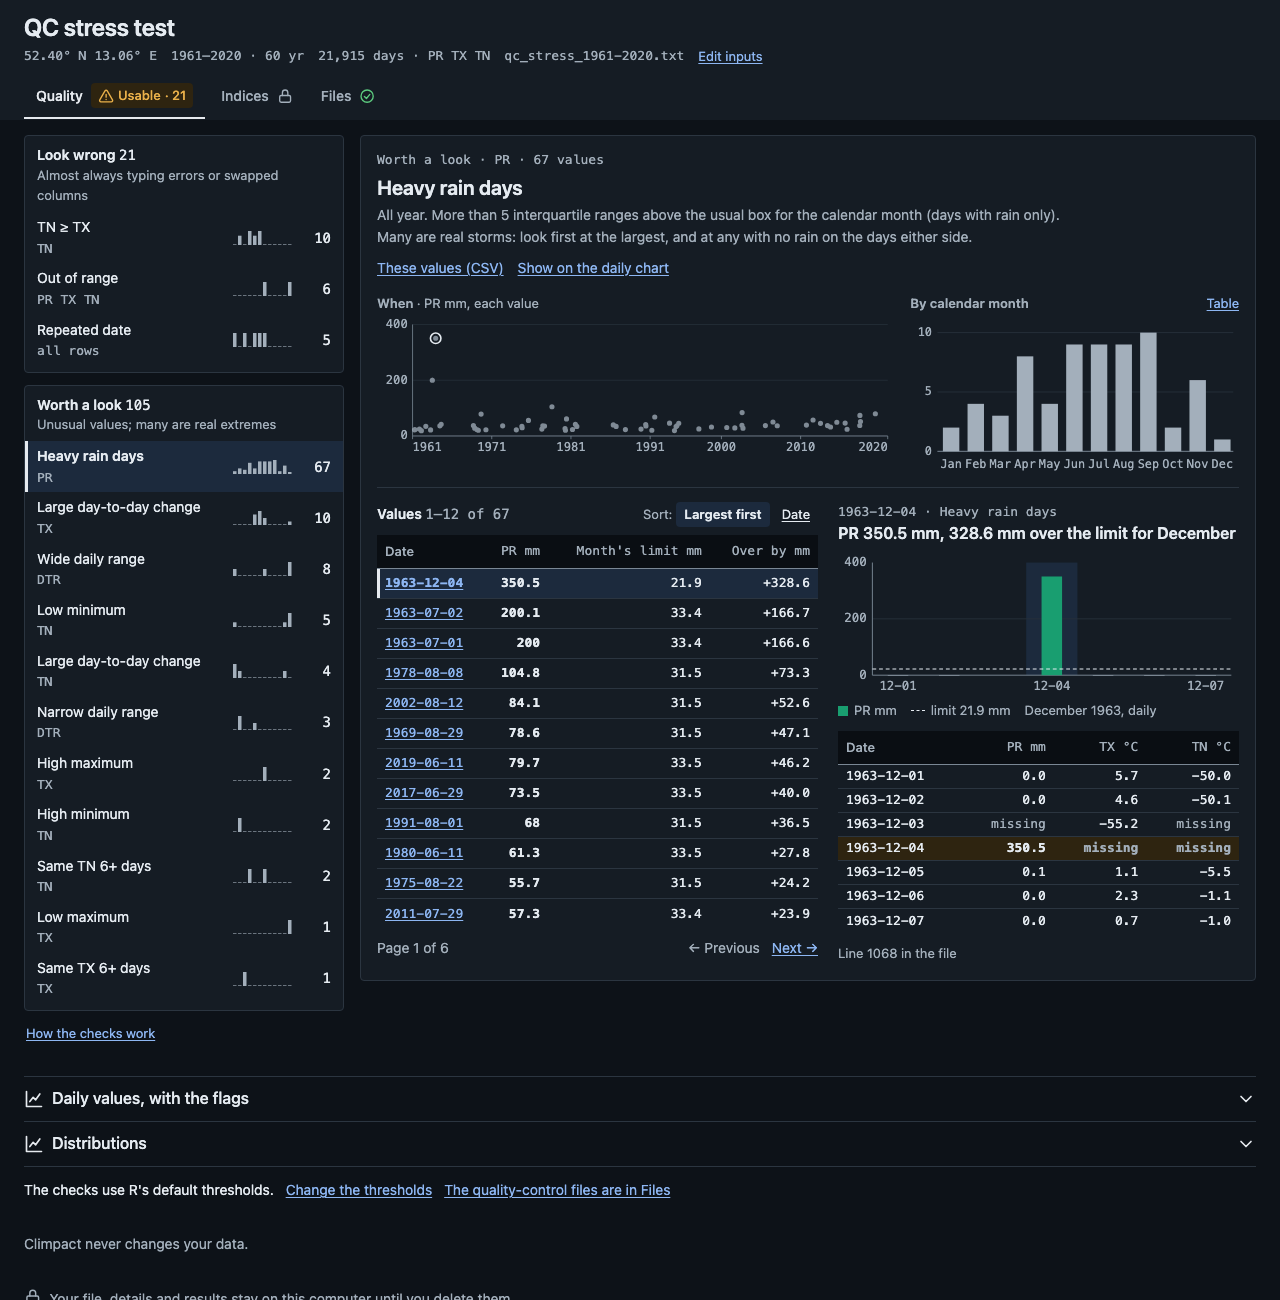 QC stress test
52.40° N 13.06° E 1961–2020 · 60 yr 21,915 days · PR TX TN qc_stress_1961-2020.txt Edit inputs
Quality Usable · 21 Indices Files
Look wrong 21
Almost always typing errors or swapped
columns
TN ≥ TX
TN
10
Out of range
PR TX TN
6
Repeated date
all rows
5
Worth a look 105
Unusual values; many are real extremes
Heavy rain days
PR
67
Large day-to-day change
TX
10
Wide daily range
DTR
8
Low minimum
TN
5
Large day-to-day change
TN
4
Narrow daily range
DTR
3
High maximum
TX
2
High minimum
TN
2
Same TN 6+ days
TN
2
Low maximum
TX
1
Same TX 6+ days
TX
1
How the checks work
Worth a look · PR · 67 values
Heavy rain days
All year. More than 5 interquartile ranges above the usual box for the calendar month (days with rain only).
Many are real storms: look first at the largest, and at any with no rain on the days either side.
These values (CSV) Show on the daily chart
When · PR mm, each value
400
200
0
1961 1971 1981 1991 2000 2010 2020
By calendar month Table
10
5
0
Jan Feb Mar Apr May Jun Jul Aug Sep Oct Nov Dec
Values 1–12 of 67 Sort: Largest first Date
Date PR mm Month's limit mm Over by mm
1963-12-04 350.5 21.9 +328.6
1963-07-02 200.1 33.4 +166.7
1963-07-01 200 33.4 +166.6
1978-08-08 104.8 31.5 +73.3
2002-08-12 84.1 31.5 +52.6
1969-08-29 78.6 31.5 +47.1
2019-06-11 79.7 33.5 +46.2
2017-06-29 73.5 33.5 +40.0
1991-08-01 68 31.5 +36.5
1980-06-11 61.3 33.5 +27.8
1975-08-22 55.7 31.5 +24.2
2011-07-29 57.3 33.4 +23.9
Page 1 of 6 ← Previous Next →
1963-12-04 · Heavy rain days
PR 350.5 mm, 328.6 mm over the limit for December
400
200
0
12-01 12-04 12-07
PR mm limit 21.9 mm December 1963, daily
Date PR mm TX °C TN °C
1963-12-01 0.0 5.7 −50.0
1963-12-02 0.0 4.6 −50.1
1963-12-03 missing −55.2 missing
1963-12-04 350.5 missing missing
1963-12-05 0.1 1.1 −5.5
1963-12-06 0.0 2.3 −1.1
1963-12-07 0.0 0.7 −1.0
Line 1068 in the file
Daily values, with the flags
Distributions
The checks use R's default thresholds. Change the thresholds The quality-control files are in Files
Climpact never changes your data.
Your file, details and results stay on this computer until you delete them.